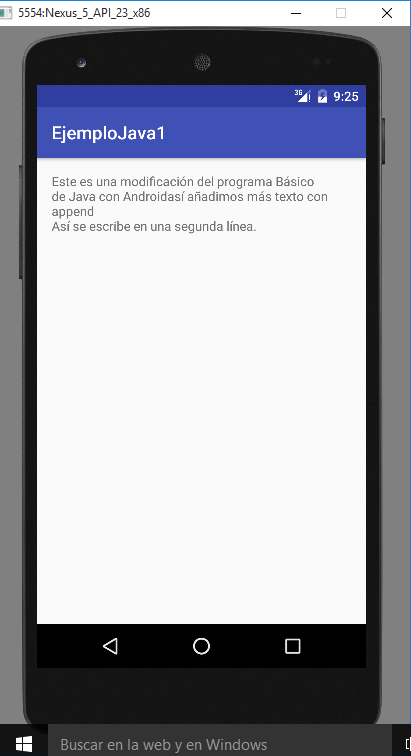 5554:Nexus_5_API_23_x86
3G 9:25
EjemploJava1
Este es una modificación del programa Básico
de Java con Androidasí añadimos más texto con
append
Así se escribe en una segunda línea.
Buscar en la web y en Windows